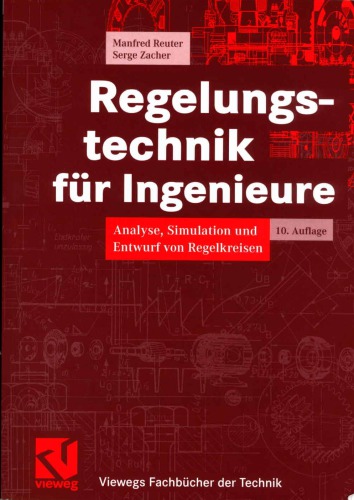 Manfred Reuter
Serge Zacher
Regelungs-
technik
für Ingenieure
Analyse, Simulation und
Entwurf von Regelkreisen
10. Auflage
vieweg
Viewegs Fachbücher der Technik